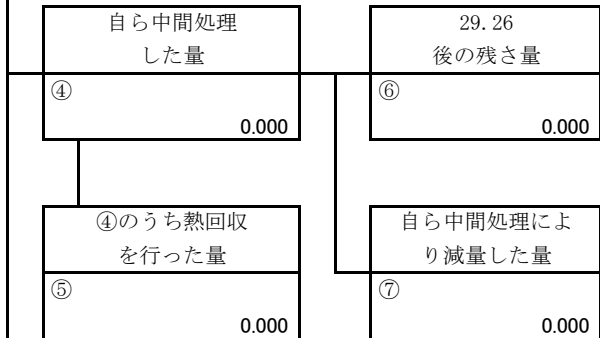 自ら中間処理
した量
④
0.000
29.26
後の残さ量
⑥
0.000
④のうち熱回収
を行った量
⑤
0.000
自ら中間処理によ
り減量した量
⑦
0.000